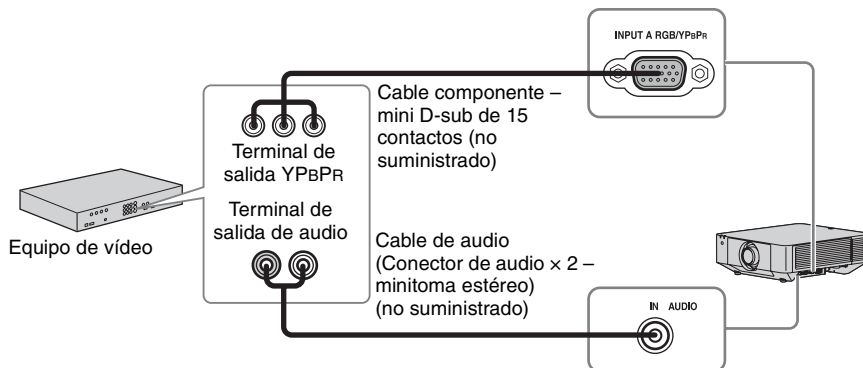 INPUT A RGB/YPBPR
Cable componente –
mini D-sub de 15
contactos (no
suministrado)
Terminal de
salida YPBPR
Terminal de
salida de audio
Equipo de vídeo
Cable de audio
(Conector de audio × 2 –
minitoma estéreo)
(no suministrado)
IN AUDIO